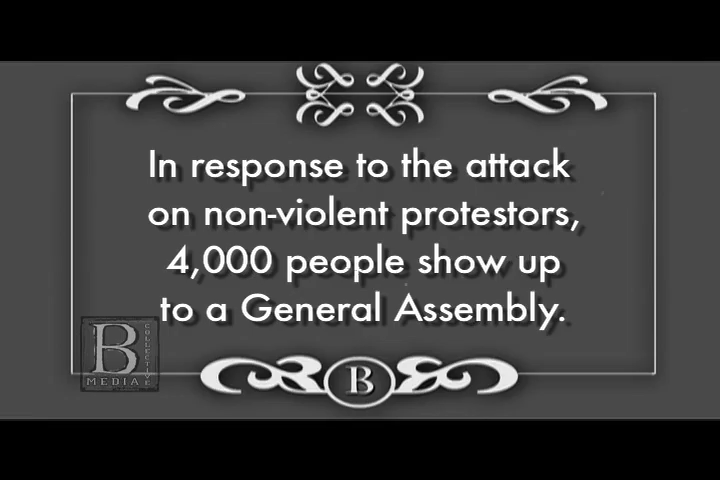 In response to the attack
on non-violent protestors,
4,000 people show up
to a General Assembly.
B
MEDIA
COLLECTIVE
B